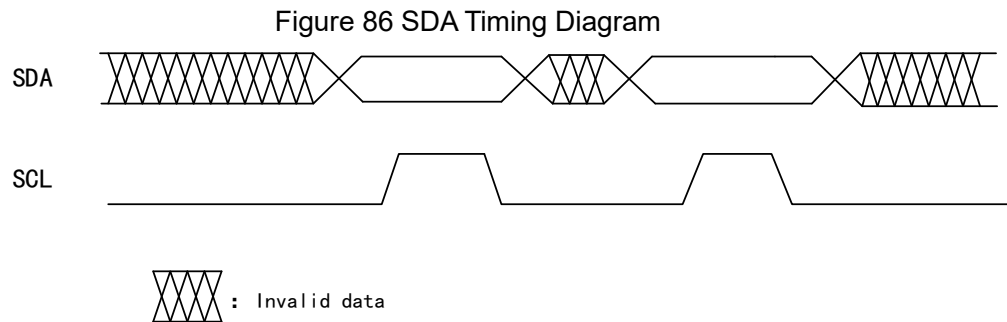 Figure 86 SDA Timing Diagram
SDA
SCL
: Invalid data